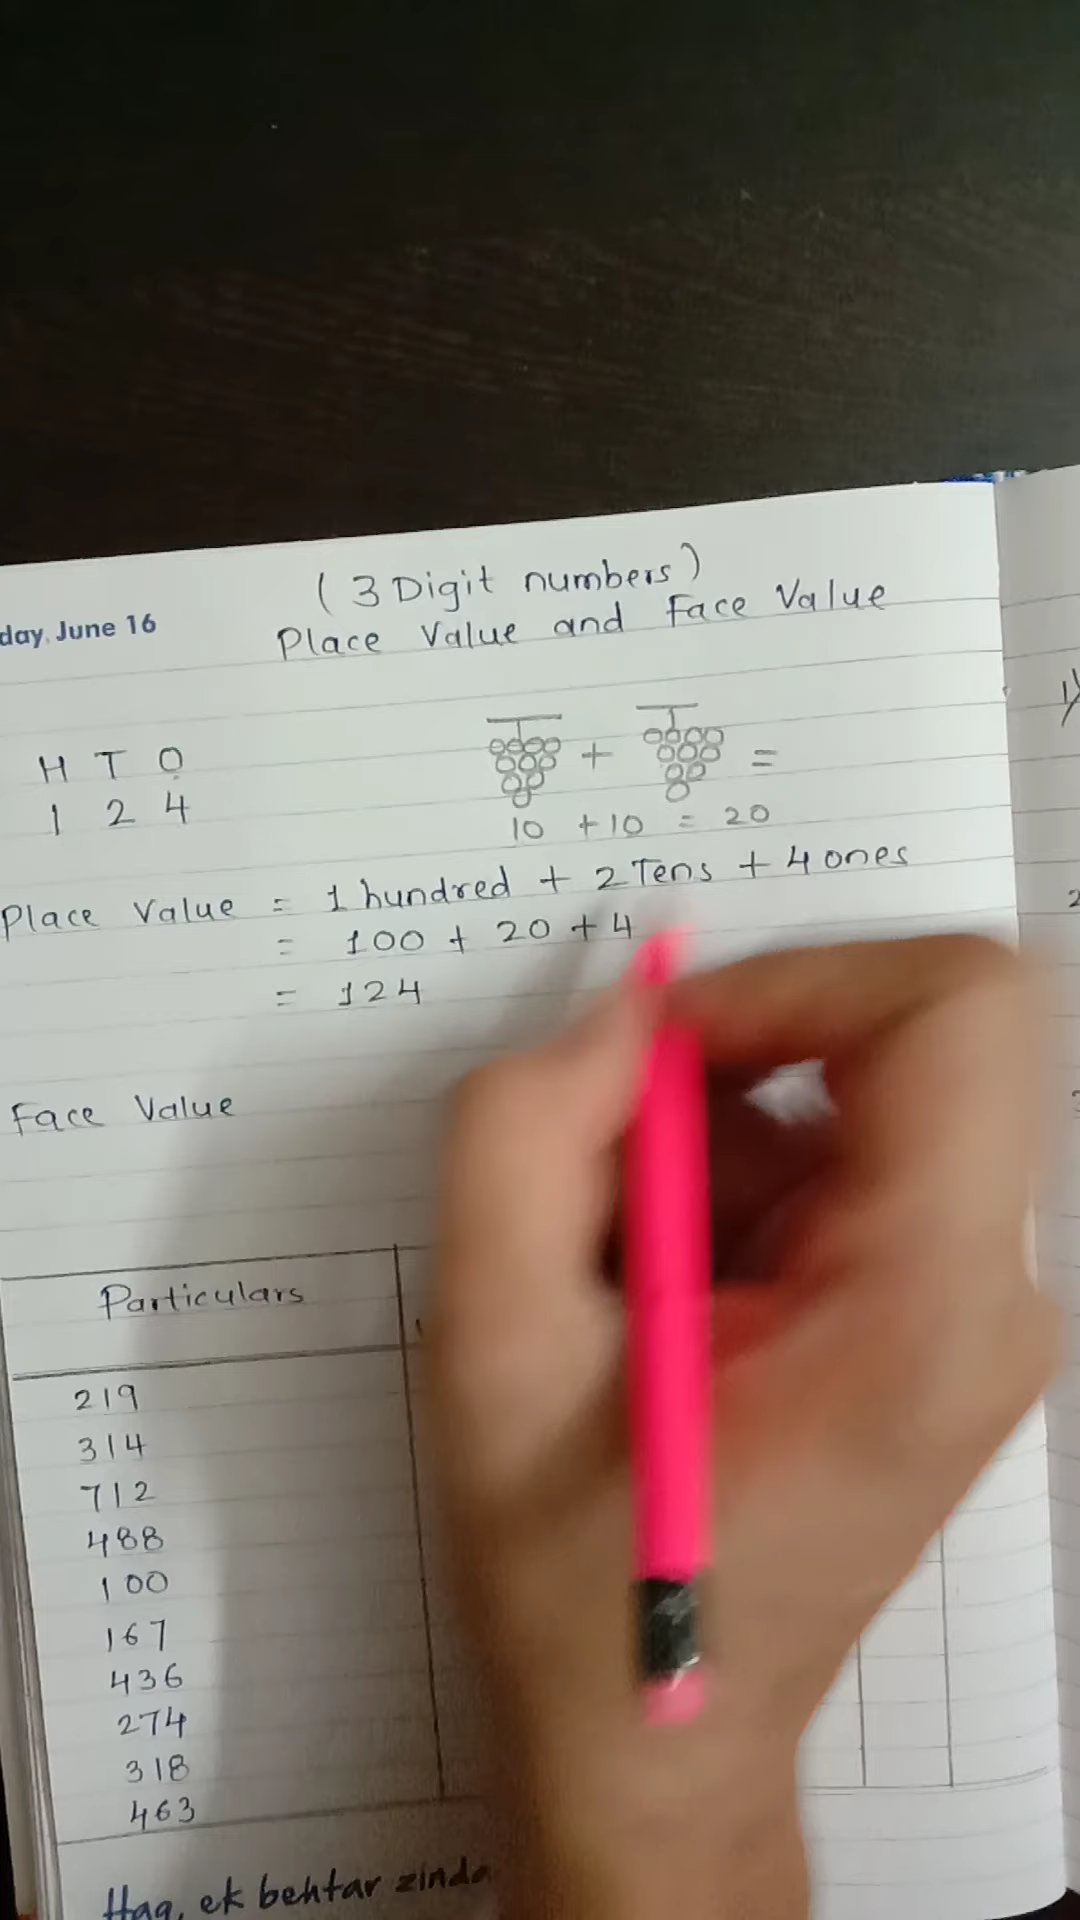 ( 3 Digit numbers )
day, June 16
Place Value and Face Value
H T O
1 2 4
+ =
10 + 10 = 20
Place Value = 1 hundred + 2 Tens + 4 ones
= 100 + 20 + 4
= 124
Face Value
Particulars
219
314
712
488
100
167
436
274
318
463
Haq, ek behtar zinda